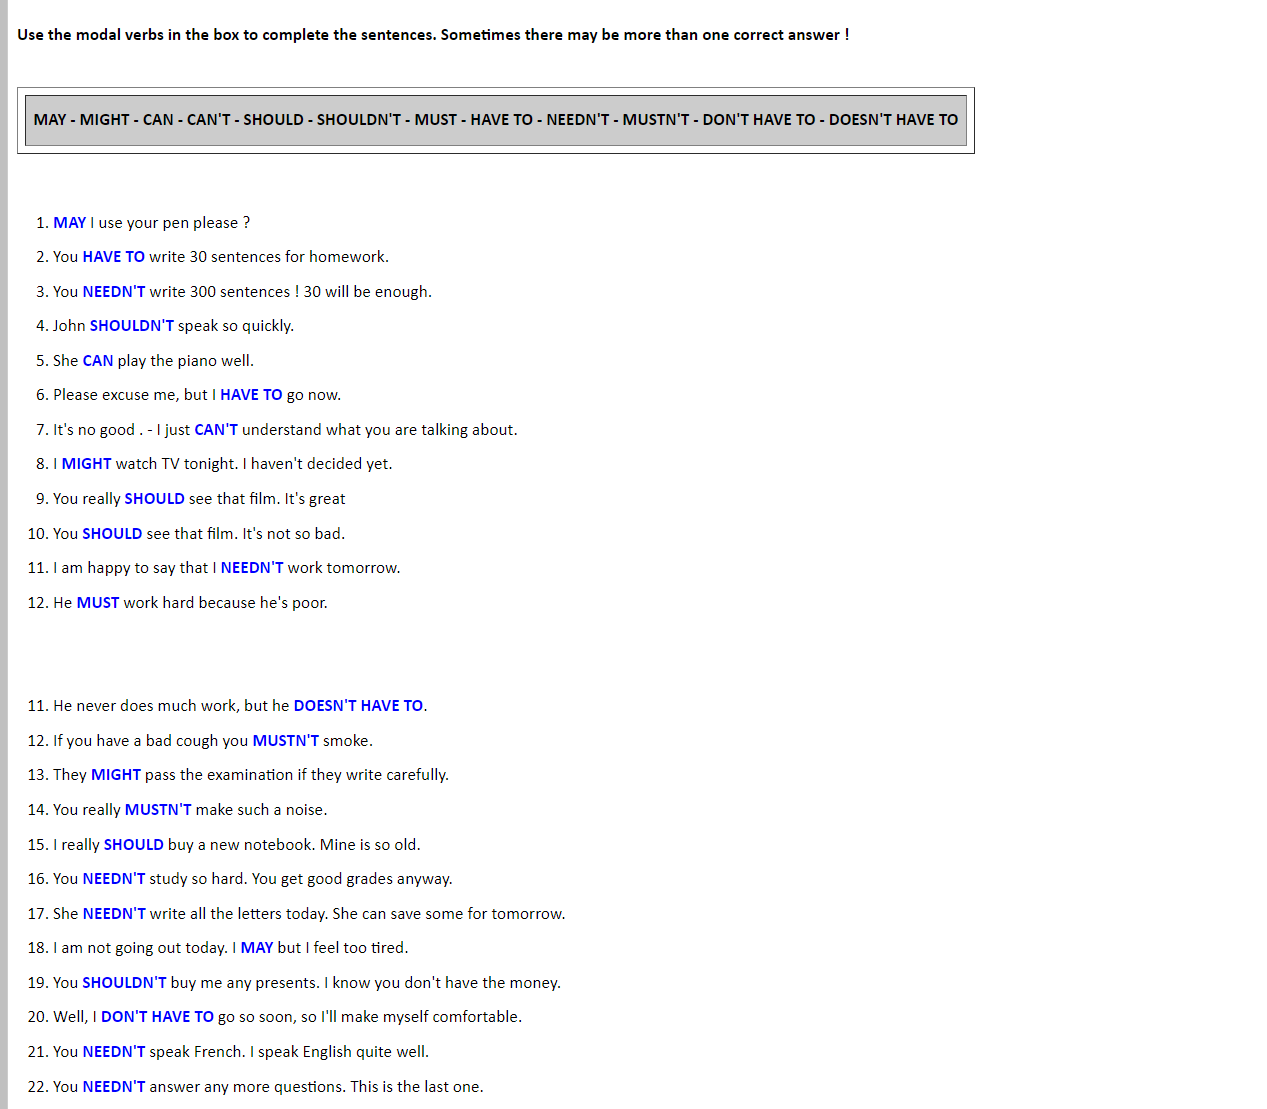 Use the modal verbs in the box to complete the sentences. Sometimes there may be more than one correct answer !
MAY - MIGHT - CAN - CAN'T - SHOULD - SHOULDN'T - MUST - HAVE TO - NEEDN'T - MUSTN'T - DON'T HAVE TO - DOESN'T HAVE TO
1. MAY I use your pen please ?
2. You HAVE TO write 30 sentences for homework.
3. You NEEDN'T write 300 sentences ! 30 will be enough.
4. John SHOULDN'T speak so quickly.
5. She CAN play the piano well.
6. Please excuse me, but I HAVE TO go now.
7. It's no good . - I just CAN'T understand what you are talking about.
8. I MIGHT watch TV tonight. I haven't decided yet.
9. You really SHOULD see that film. It's great
10. You SHOULD see that film. It's not so bad.
11. I am happy to say that I NEEDN'T work tomorrow.
12. He MUST work hard because he's poor.
11. He never does much work, but he DOESN'T HAVE TO.
12. If you have a bad cough you MUSTN'T smoke.
13. They MIGHT pass the examination if they write carefully.
14. You really MUSTN'T make such a noise.
15. I really SHOULD buy a new notebook. Mine is so old.
16. You NEEDN'T study so hard. You get good grades anyway.
17. She NEEDN'T write all the letters today. She can save some for tomorrow.
18. I am not going out today. I MAY but I feel too tired.
19. You SHOULDN'T buy me any presents. I know you don't have the money.
20. Well, I DON'T HAVE TO go so soon, so I'll make myself comfortable.
21. You NEEDN'T speak French. I speak English quite well.
22. You NEEDN'T answer any more questions. This is the last one.